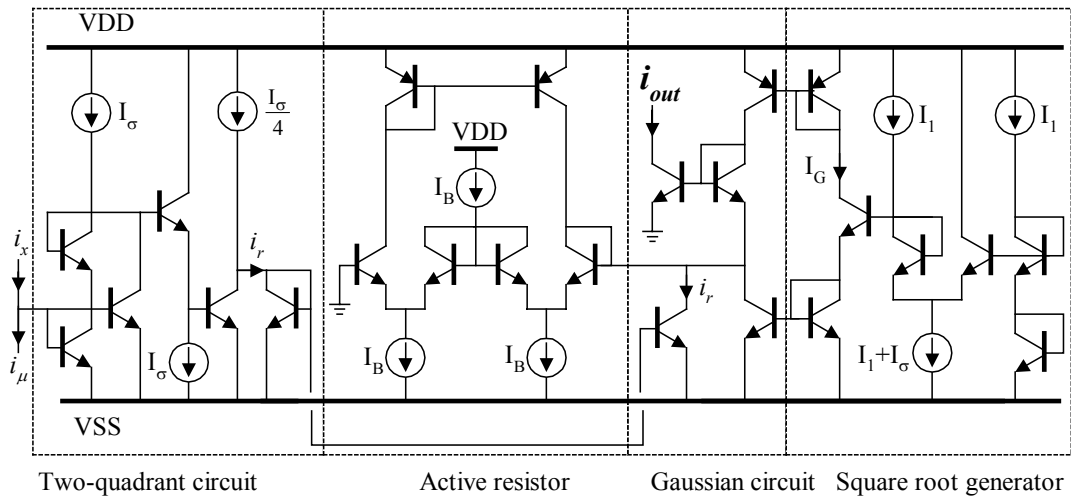 VDD
I_σ
I_σ/4
i_x
i_μ
i_r
I_σ
VSS
VDD
I_B
I_B
I_B
i_out
i_r
I_G
I_1
I_1
I_1+I_σ
Two-quadrant circuit
Active resistor
Gaussian circuit
Square root generator